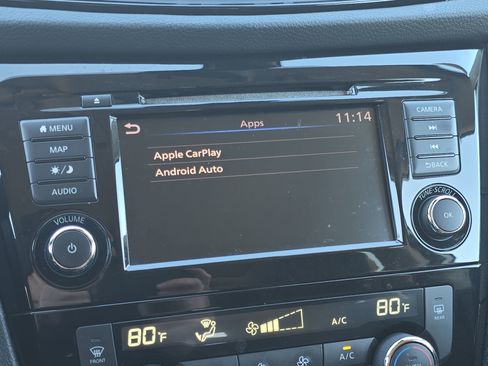 Apps
11:14
Apple CarPlay
Android Auto
MENU
MAP
AUDIO
VOLUME
CAMERA
BACK
TUNE·SCROLL
OK
80°F
A/C
80°F
FRONT
A/C
REAR